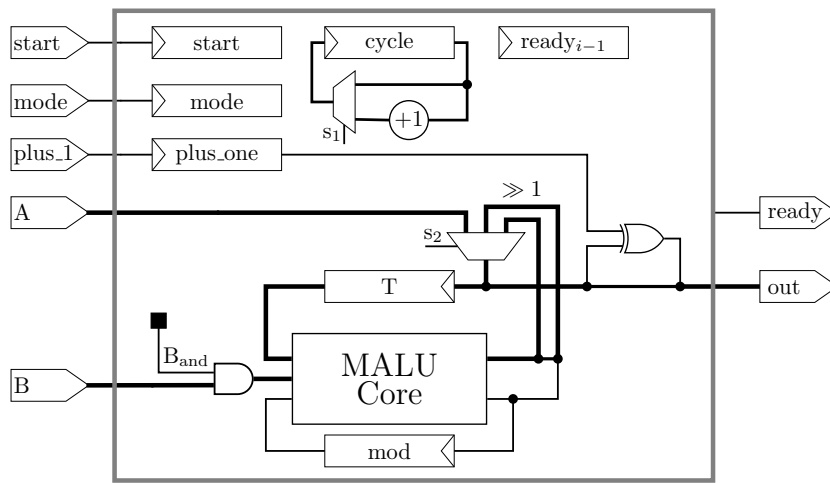 start
start
cycle
ready_{i−1}
mode
mode
+1
s_1
plus_1
plus_one
≫ 1
A
ready
s_2
T
out
B_and
MALU
Core
B
mod